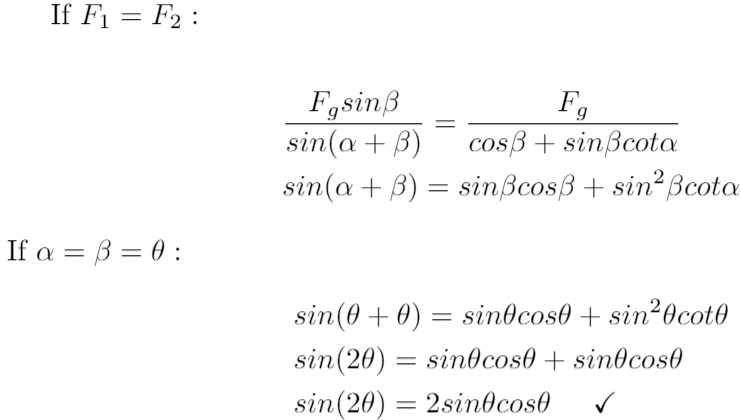 If F₁ = F₂ :
F_g sinβ / sin(α + β) = F_g / cosβ + sinβcotα
sin(α + β) = sinβcosβ + sin²βcotα
If α = β = θ :
sin(θ + θ) = sinθcosθ + sin²θcotθ
sin(2θ) = sinθcosθ + sinθcosθ
sin(2θ) = 2sinθcosθ ✓